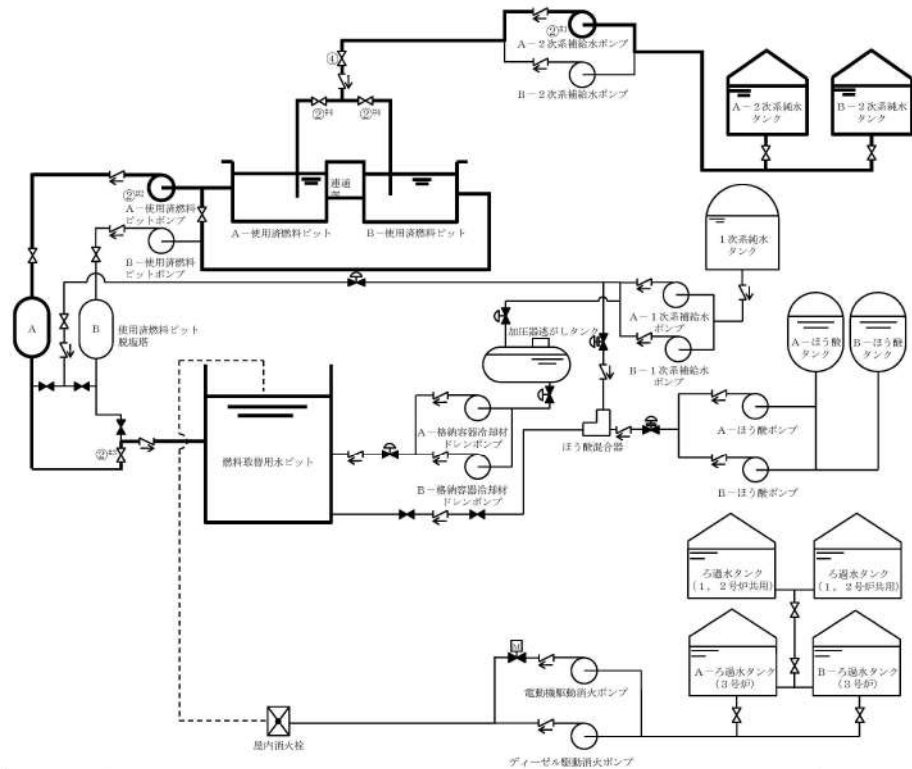 A-2次系補給水ポンプ
B-2次系補給水ポンプ
④
A-2次系純水
タンク
B-2次系純水
タンク
連通
A-使用済燃料ピット
B-使用済燃料ピット
A-使用済燃料
ピットポンプ
B-使用済燃料
ピットポンプ
1次系純水
タンク
A-1次系補給水
ポンプ
B-1次系補給水
ポンプ
A
B
使用済燃料ピット
脱塩塔
加圧器逃がしタンク
A-ほう酸
タンク
B-ほう酸
タンク
A-格納容器冷却材
ドレンポンプ
B-格納容器冷却材
ドレンポンプ
ほう酸混合器
A-ほう酸ポンプ
B-ほう酸ポンプ
燃料取替用水ピット
ろ過水タンク
(1,2号炉共用)
ろ過水タンク
(1,2号炉共用)
A-ろ過水タンク
(3号炉)
B-ろ過水タンク
(3号炉)
M
電動機駆動消火ポンプ
屋内消火栓
ディーゼル駆動消火ポンプ